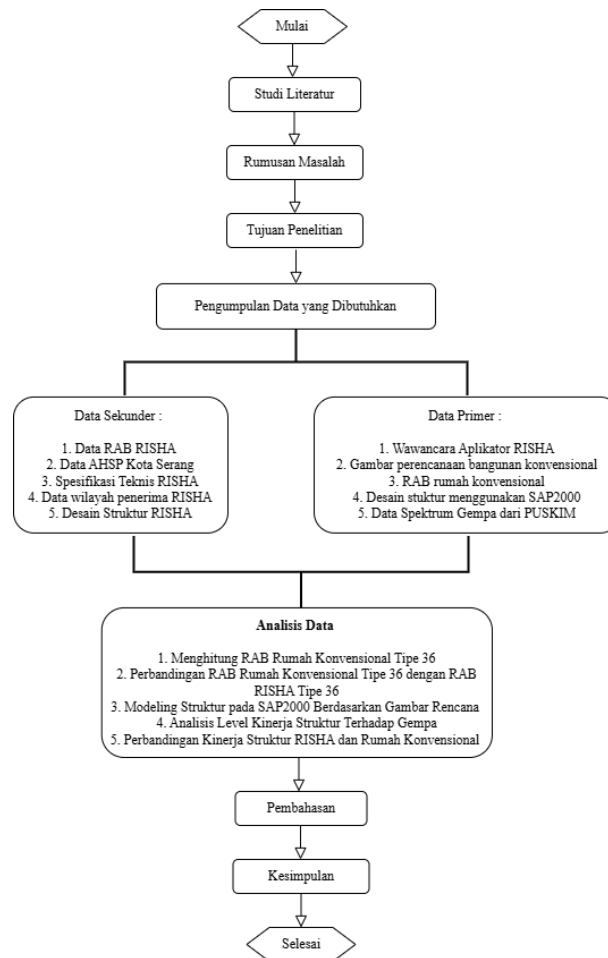 Mulai
Studi Literatur
Rumusan Masalah
Tujuan Penelitian
Pengumpulan Data yang Dibutuhkan
Data Sekunder :
1. Data RAB RISHA
2. Data AHSP Kota Serang
3. Spesifikasi Teknis RISHA
4. Data wilayah penerima RISHA
5. Desain Struktur RISHA
Data Primer :
1. Wawancara Aplikator RISHA
2. Gambar perencanaan bangunan konvensional
3. RAB rumah konvensional
4. Desain stuktur menggunakan SAP2000
5. Data Spektrum Gempa dari PUSKIM
Analisis Data
1. Menghitung RAB Rumah Konvensional Tipe 36
2. Perbandingan RAB Rumah Konvensional Tipe 36 dengan RAB
RISHA Tipe 36
3. Modeling Struktur pada SAP2000 Berdasarkan Gambar Rencana
4. Analisis Level Kinerja Struktur Terhadap Gempa
5. Perbandingan Kinerja Struktur RISHA dan Rumah Konvensional
Pembahasan
Kesimpulan
Selesai